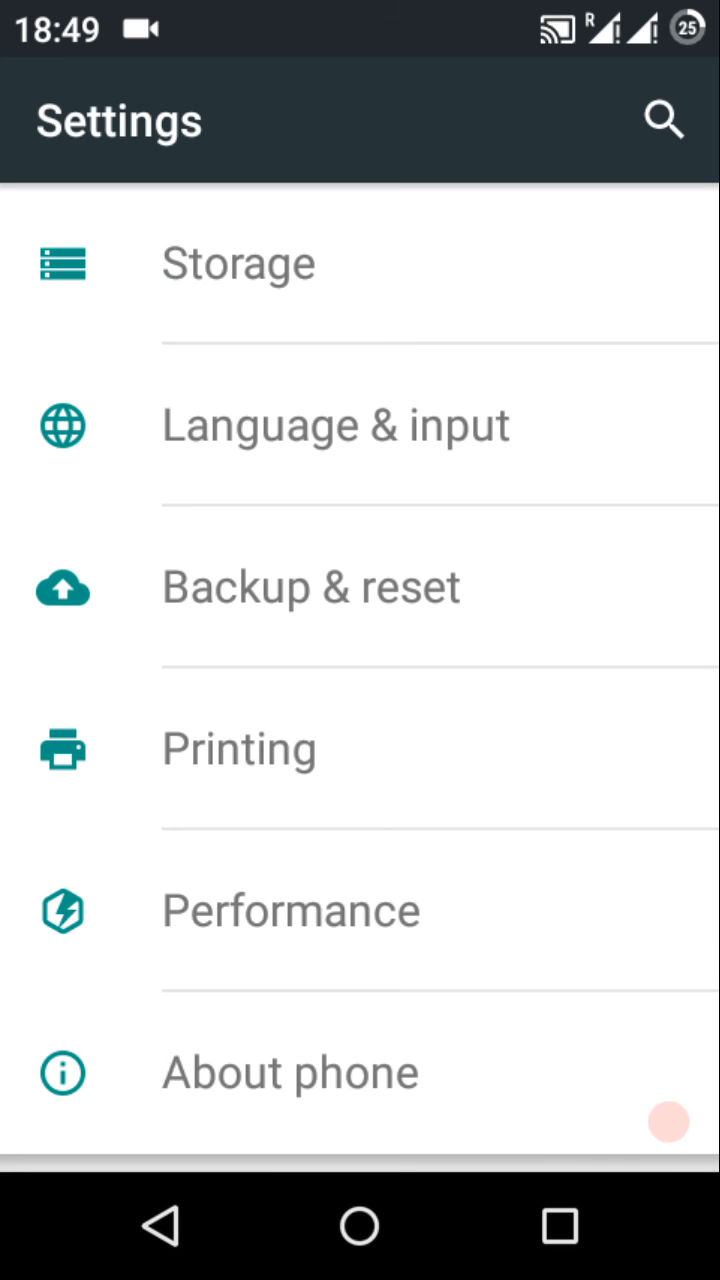 18:49
R
25
Settings
Storage
Language & input
Backup & reset
Printing
Performance
About phone